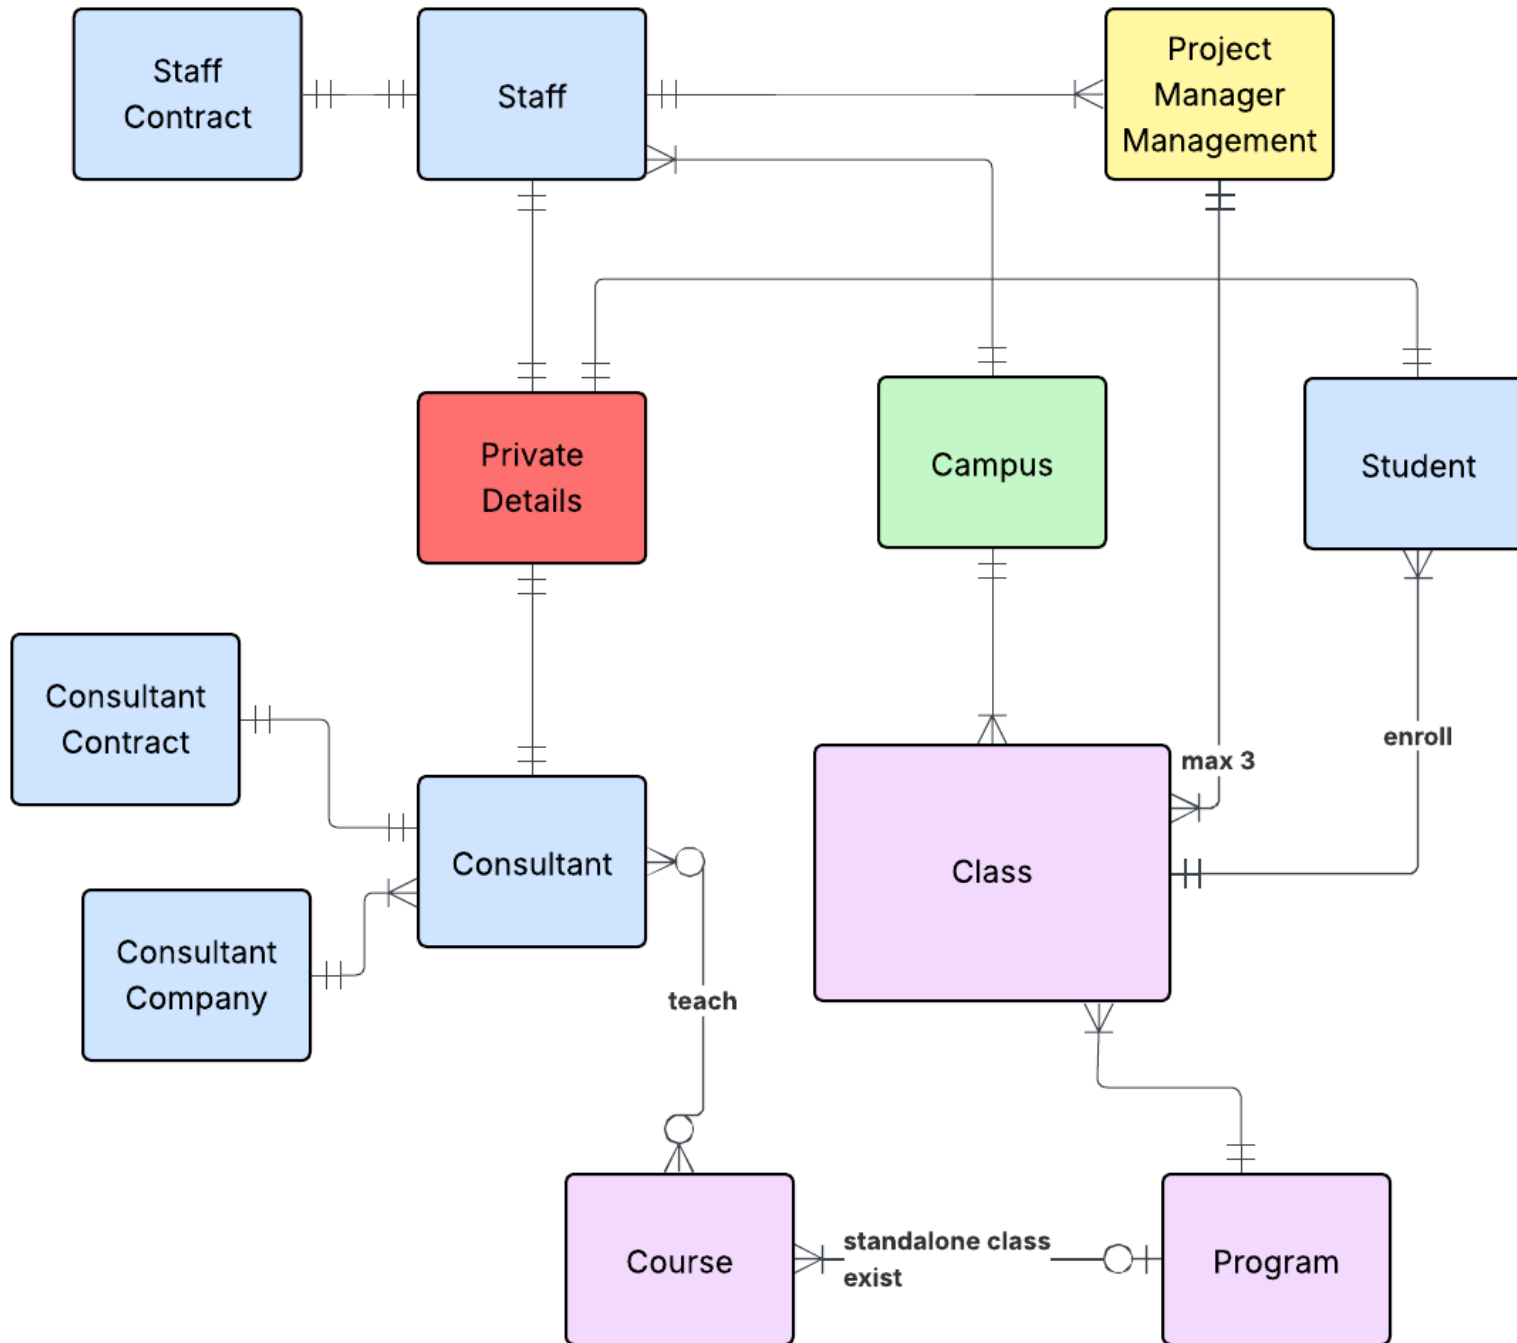 Staff
Contract
Staff
Project
Manager
Management
Private
Details
Campus
Student
Consultant
Contract
enroll
max 3
Consultant
Class
Consultant
Company
teach
standalone class
exist
Course
Program